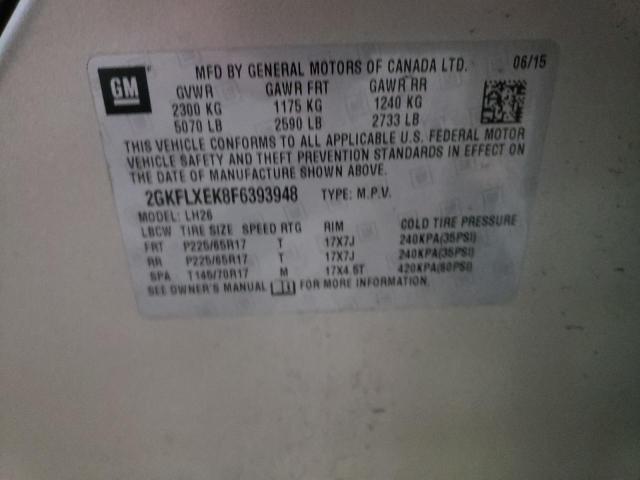 GM
MFD BY GENERAL MOTORS OF CANADA LTD. 06/15
GVWR GAWR FRT GAWR RR
2300 KG 1175 KG 1240 KG
5070 LB 2590 LB 2733 LB
THIS VEHICLE CONFORMS TO ALL APPLICABLE U.S. FEDERAL MOTOR
VEHICLE SAFETY AND THEFT PREVENTION STANDARDS IN EFFECT ON
THE DATE OF MANUFACTURE SHOWN ABOVE.
2GKFLXEK8F6393948 TYPE: M.P.V.
MODEL: LH26
LBCW TIRE SIZE SPEED RTG RIM COLD TIRE PRESSURE
FRT P225/65R17 T 17X7J 240KPA(35PSI)
RR P225/65R17 T 17X7J 240KPA(35PSI)
SPA T145/70R17 M 17X4.5T 420KPA(60PSI)
SEE OWNER'S MANUAL FOR MORE INFORMATION.